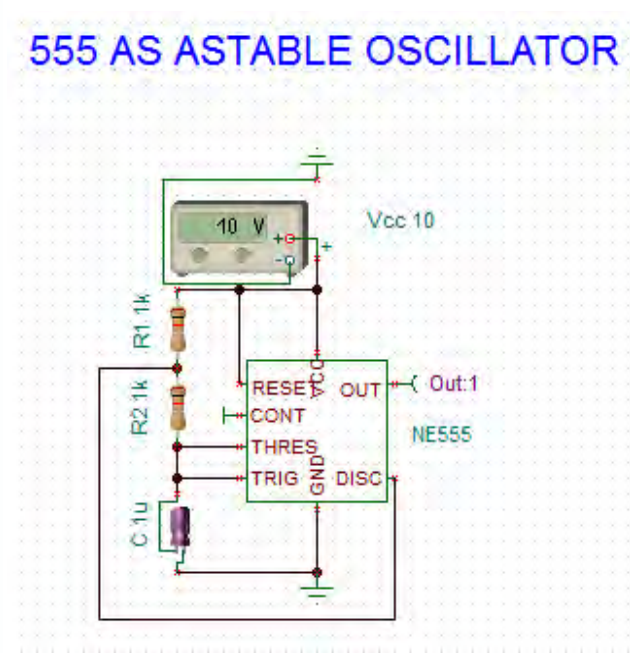 555 AS ASTABLE OSCILLATOR
10 V
+
-
+
Vcc 10
R1 1k
R2 1k
C 1u
RESET
VCC
OUT
Out:1
CONT
NE555
THRES
TRIG
GND
DISC